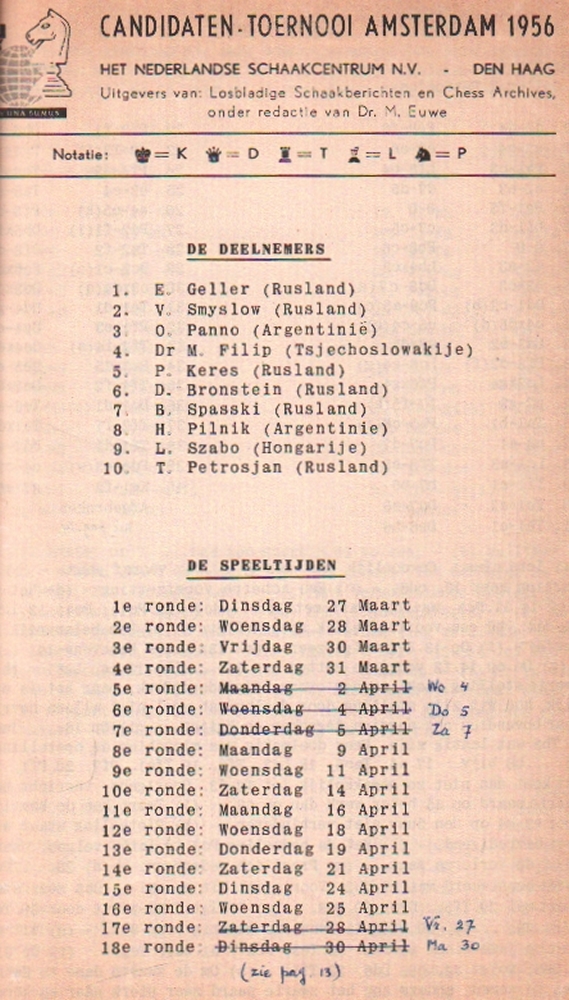 CANDIDATEN-TOERNOOI AMSTERDAM 1956
HET NEDERLANDSE SCHAAKCENTRUM N.V. - DEN HAAG
Uitgevers van: Losbladige Schaakberichten en Chess Archives,
onder redactie van Dr. M. Euwe
UNA SUMUS
Notatie: ♚ = K ♛ = D ♜ = T ♝ = L ♞ = P
DE DEELNEMERS
1. E. Geller (Rusland)
2. V. Smyslow (Rusland)
3. O. Panno (Argentinië)
4. Dr M. Filip (Tsjechoslowakije)
5. P. Keres (Rusland)
6. D. Bronstein (Rusland)
7. B. Spasski (Rusland)
8. H. Pilnik (Argentinie)
9. L. Szabo (Hongarije)
10. T. Petrosjan (Rusland)
DE SPEELTIJDEN
1e ronde: Dinsdag 27 Maart
2e ronde: Woensdag 28 Maart
3e ronde: Vrijdag 30 Maart
4e ronde: Zaterdag 31 Maart
5e ronde: Maandag 2 April Wo 4
6e ronde: Woensdag 4 April Do 5
7e ronde: Donderdag 5 April Za 7
8e ronde: Maandag 9 April
9e ronde: Woensdag 11 April
10e ronde: Zaterdag 14 April
11e ronde: Maandag 16 April
12e ronde: Woensdag 18 April
13e ronde: Donderdag 19 April
14e ronde: Zaterdag 21 April
15e ronde: Dinsdag 24 April
16e ronde: Woensdag 25 April
17e ronde: Zaterdag 28 April Vr. 27
18e ronde: Dinsdag 30 April Ma 30
(zie pag 13)